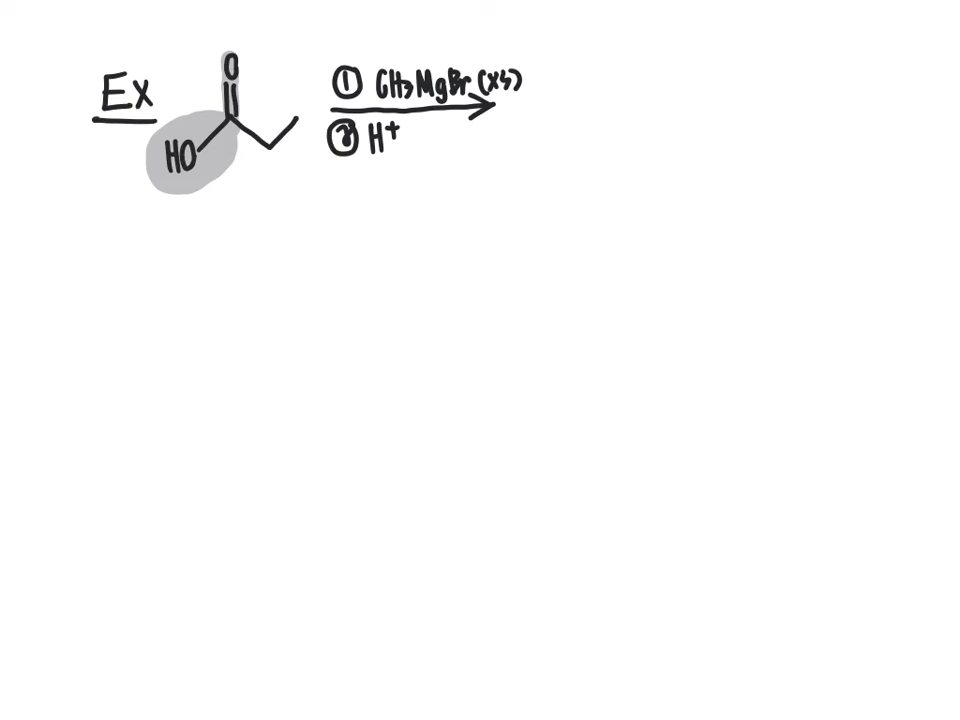 Ex
O
HO
① CH3MgBr (xs)
② H+